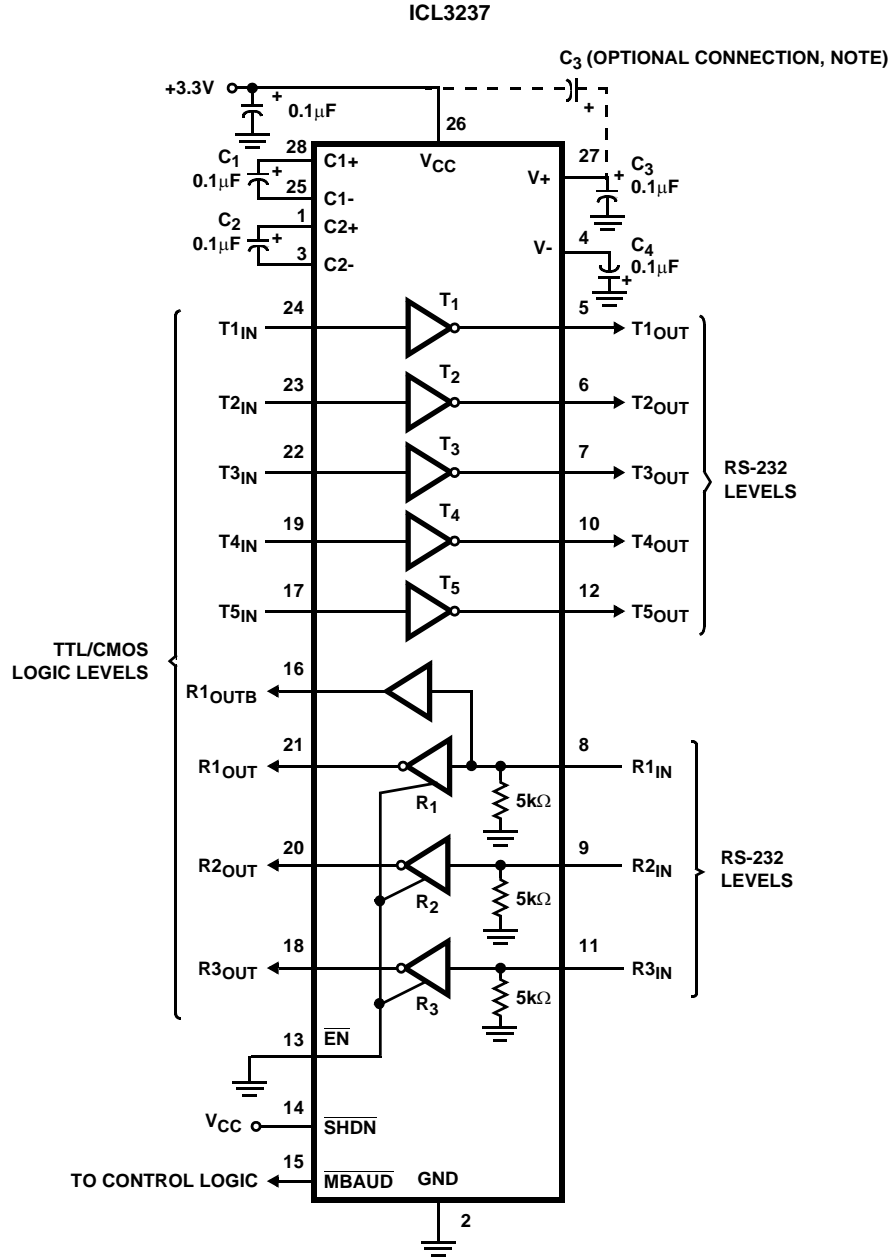 ICL3237
C3 (OPTIONAL CONNECTION, NOTE)
+3.3V
+
0.1μF
+
26
28
C1
0.1μF
+
C1+
VCC
27
V+
+
C3
0.1μF
25
C1-
1
C2
0.1μF
+
C2+
3
C2-
4
V-
C4
0.1μF
+
24
T1IN
T1
5
T1OUT
23
T2IN
T2
6
T2OUT
22
T3IN
T3
7
T3OUT
RS-232
LEVELS
19
T4IN
T4
10
T4OUT
17
T5IN
T5
12
T5OUT
TTL/CMOS
LOGIC LEVELS
16
R1OUTB
21
R1OUT
R1
8
R1IN
5kΩ
20
R2OUT
R2
9
R2IN
5kΩ
RS-232
LEVELS
18
R3OUT
R3
11
R3IN
5kΩ
13
EN
14
VCC
SHDN
15
TO CONTROL LOGIC
MBAUD
GND
2